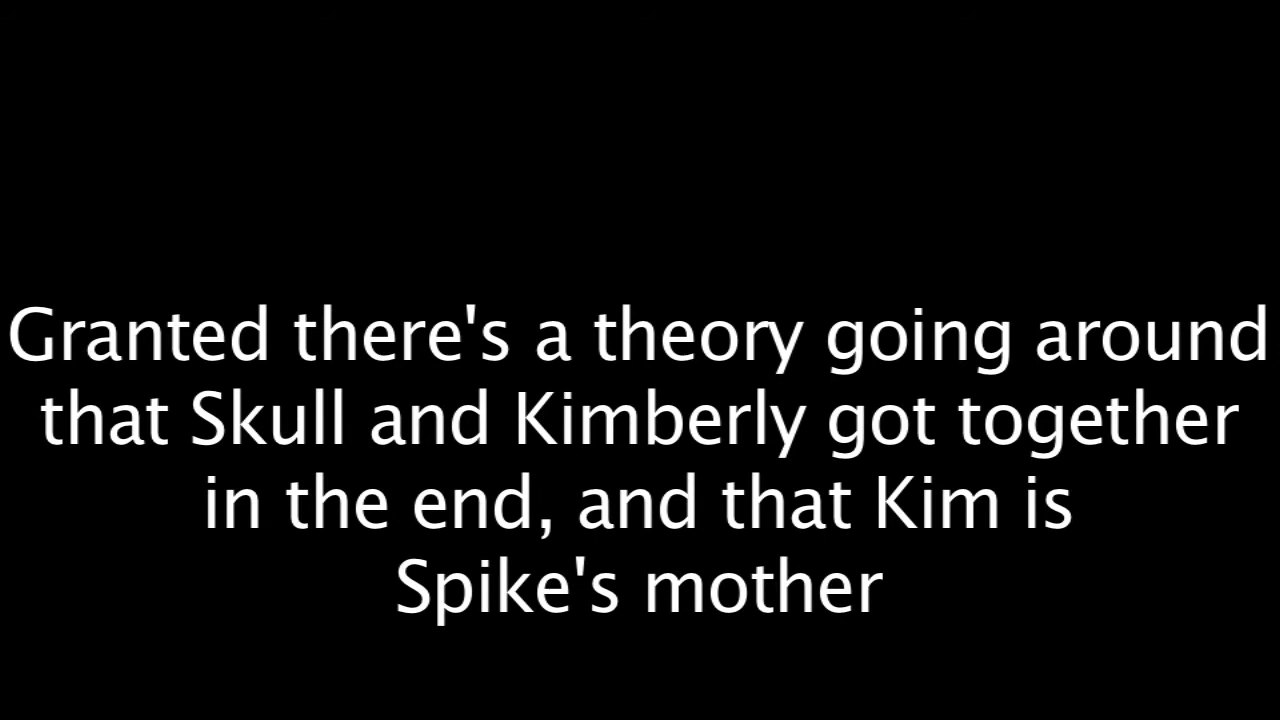 Granted there's a theory going around
that Skull and Kimberly got together
in the end, and that Kim is
Spike's mother